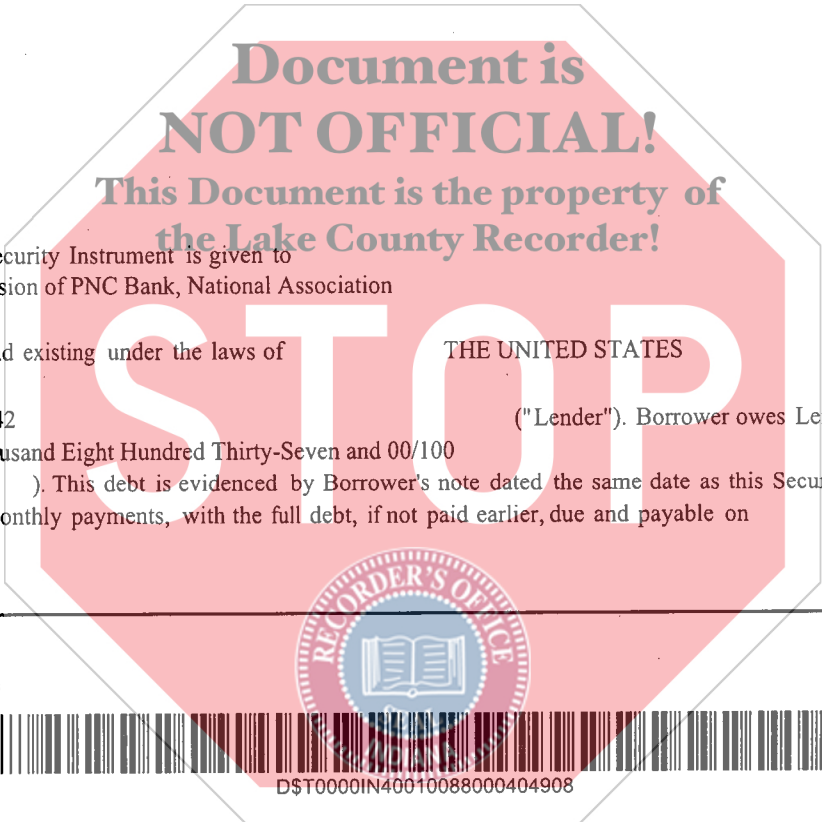 Document is
NOT OFFICIAL!
This Document is the property of
the Lake County Recorder!
ecurity Instrument is given to
sion of PNC Bank, National Association
d existing under the laws of THE UNITED STATES
42 ("Lender"). Borrower owes Le
usand Eight Hundred Thirty-Seven and 00/100
). This debt is evidenced by Borrower's note dated the same date as this Secu
onthly payments, with the full debt, if not paid earlier, due and payable on
STOP
RECORDER'S OFFICE
SEAL
INDIANA
D$T0000IN40010088000404908